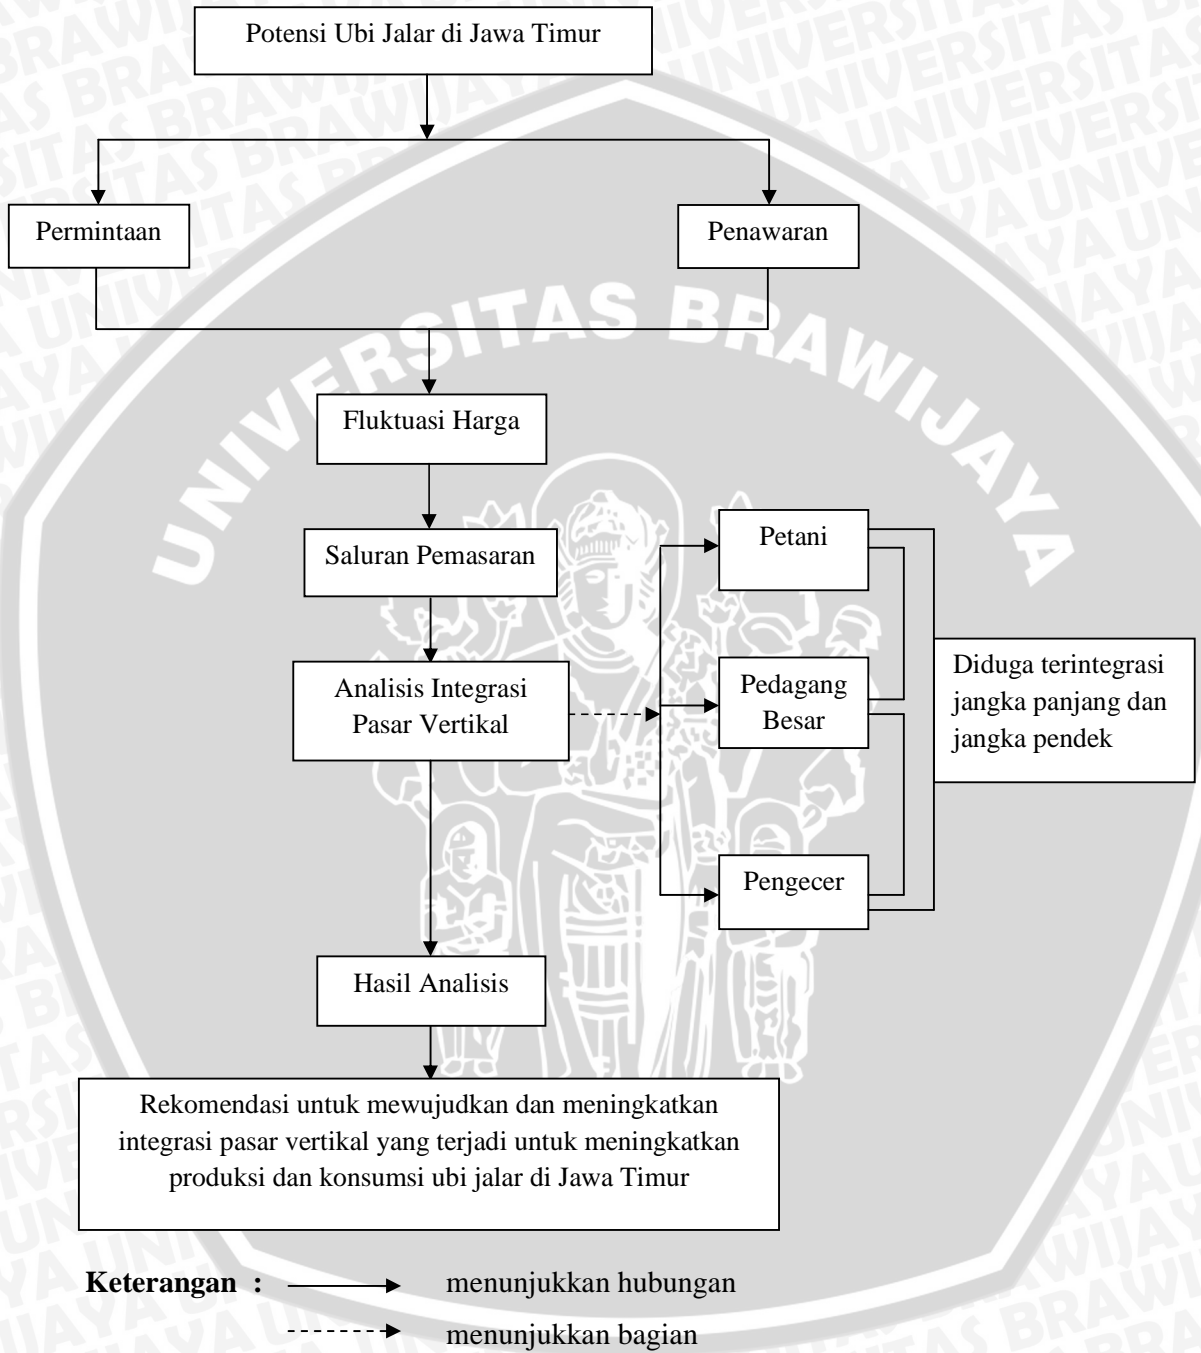 Potensi Ubi Jalar di Jawa Timur
Permintaan
Penawaran
UNIVERSITAS BRAWIJAYA
Fluktuasi Harga
Saluran Pemasaran
Petani
Analisis Integrasi
Pasar Vertikal
Pedagang
Besar
Diduga terintegrasi
jangka panjang dan
jangka pendek
Pengecer
Hasil Analisis
Rekomendasi untuk mewujudkan dan meningkatkan
integrasi pasar vertikal yang terjadi untuk meningkatkan
produksi dan konsumsi ubi jalar di Jawa Timur
Keterangan :
menunjukkan hubungan
menunjukkan bagian